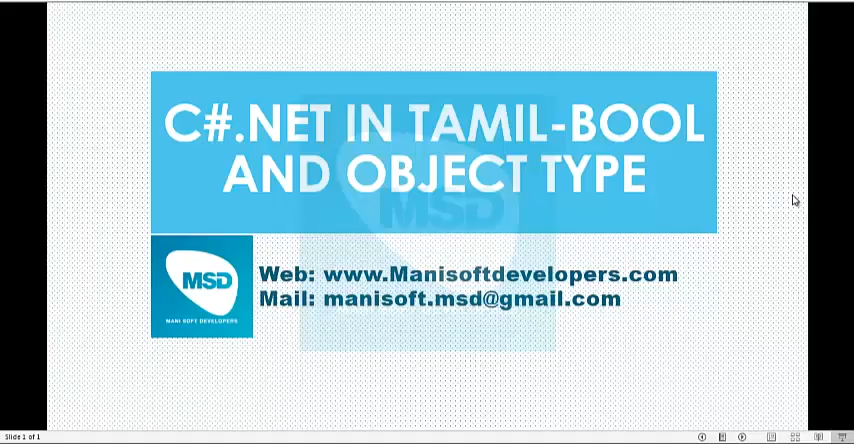 C#.NET IN TAMIL-BOOL
AND OBJECT TYPE
MSD
MSD
MANI SOFT DEVELOPERS
Web: www.Manisoftdevelopers.com
Mail: manisoft.msd@gmail.com
Slide 1 of 1